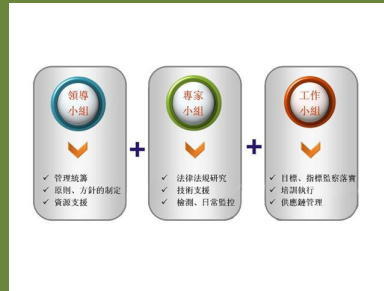 領導
小組
✓ 管理統籌
✓ 原則、方針的制定
✓ 資源支援
+
專家
小組
✓ 法律法規研究
✓ 技術支援
✓ 檢測、日常監控
+
工作
小組
✓ 目標、指標監察落實
培訓執行
✓ 供應鏈管理